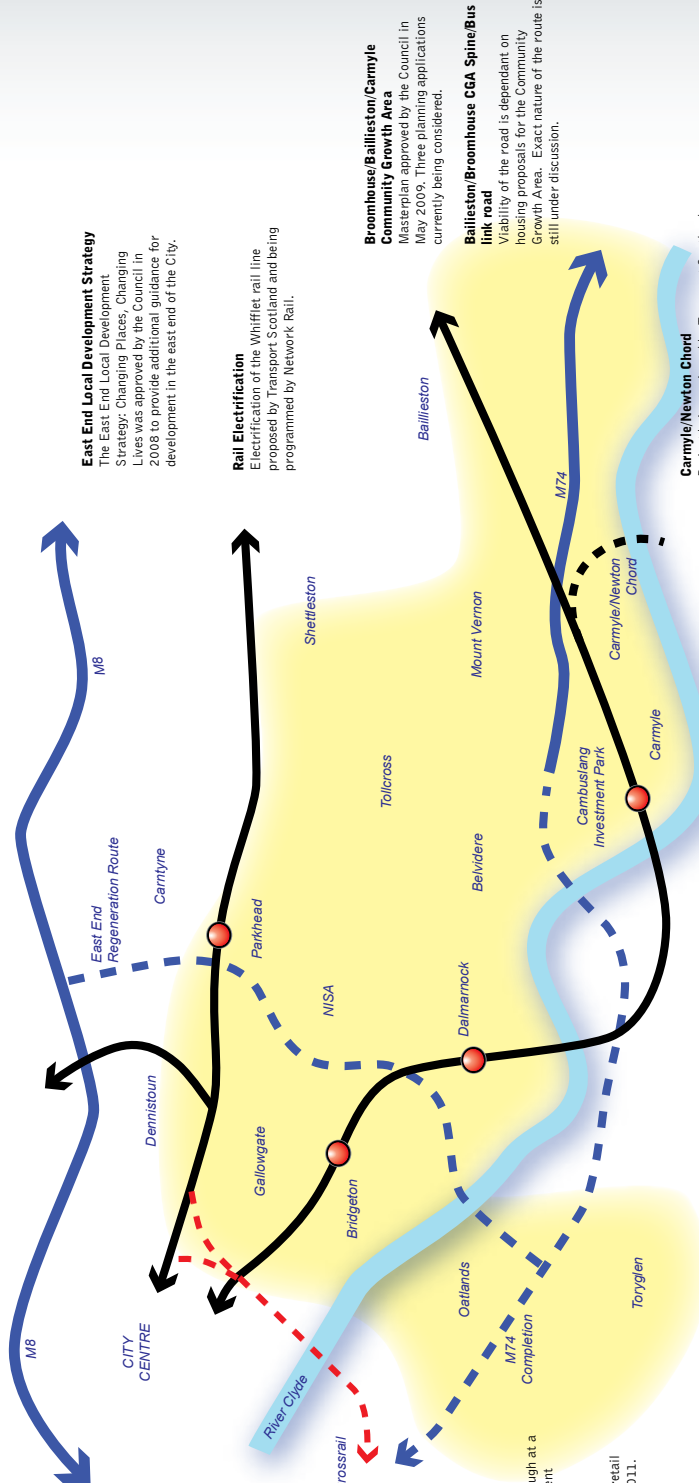 East End Local Development Strategy
The East End Local Development
Strategy: Changing Places, Changing
Lives was approved by the Council in
2008 to provide additional guidance for
development in the east end of the City.
Rail Electrification
Electrification of the Whifflet rail line
proposed by Transport Scotland and being
programmed by Network Rail.
Broomhouse/Baillieston/Carmyle
Community Growth Area
Masterplan approved by the Council in
May 2009. Three planning applications
currently being considered.
Bailieston/Broomhouse CGA Spine/Bus
link road
Viability of the road is dependant on
housing proposals for the Community
Growth Area. Exact nature of the route is
still under discussion.
Carmyle/Newton Chord
M8
M8
East End
Regeneration Route
Carntyne
Dennistoun
CITY
CENTRE
Parkhead
Shettleston
Gallowgate
NISA
Tollcross
Baillieston
Bridgeton
Dalmarnock
Belvidere
Mount Vernon
M74
River Clyde
Oatlands
M74
Completion
Toryglen
Cambuslang
Investment Park
Carmyle/Newton
Chord
Carmyle
rossrail
ugh at a
ent
retail
011.